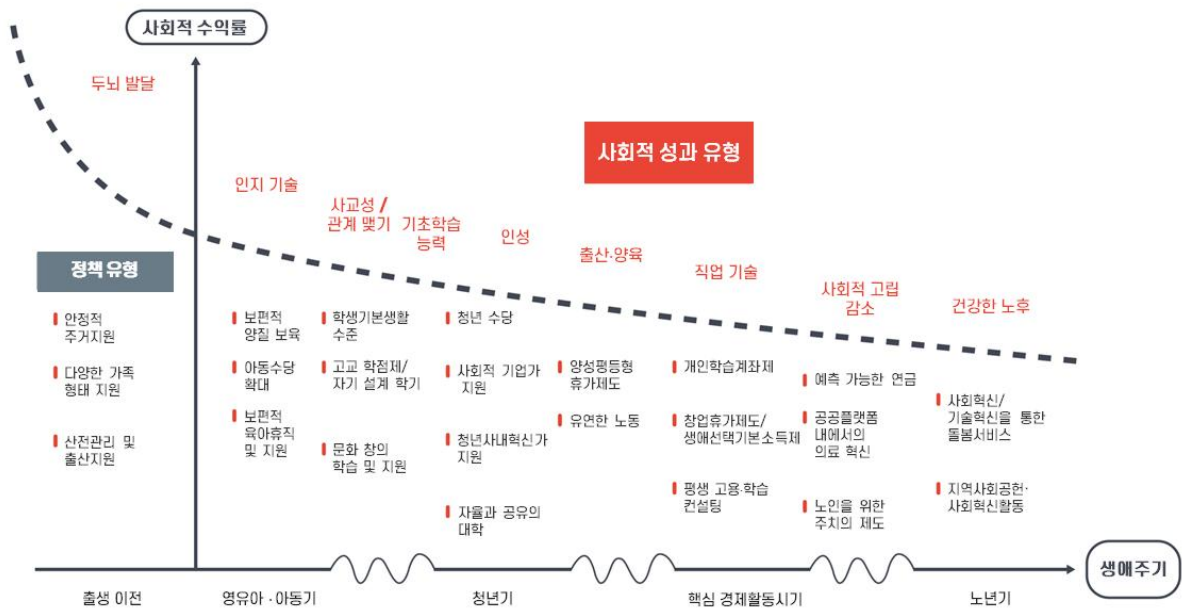 사회적 수익률
두뇌 발달
사회적 성과 유형
인지 기술
사교성 /
관계 맺기
기초학습
능력
인성
출산·양육
직업 기술
사회적 고립
감소
건강한 노후
정책 유형
안정적
주거지원
다양한 가족
형태 지원
산전관리 및
출산지원
보편적
양질 보육
아동수당
확대
보편적
육아휴직
및 지원
학생기본생활
수준
고교 학점제/
자기 설계 학기
문화 창의
학습 및 지원
청년 수당
사회적 기업가
지원
청년사내혁신가
지원
자율과 공유의
대학
양성평등형
휴가제도
유연한 노동
개인학습계좌제
창업휴가제도/
생애선택기본소득제
평생 고용·학습
컨설팅
예측 가능한 연금
공공플랫폼
내에서의
의료 혁신
노인을 위한
주치의 제도
사회혁신/
기술혁신을 통한
돌봄서비스
지역사회공헌·
사회혁신활동
생애주기
출생 이전
영유아 · 아동기
청년기
핵심 경제활동시기
노년기